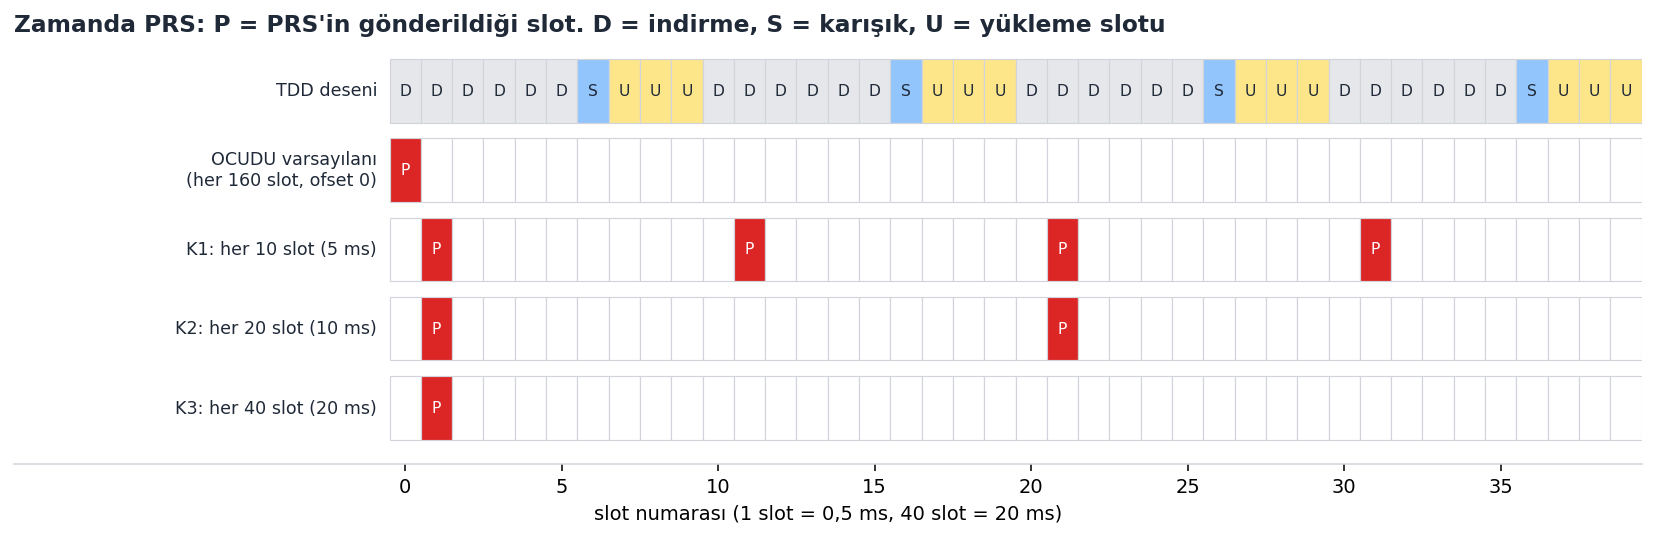 Zamanda PRS: P = PRS'in gönderildiği slot. D = indirme, S = karışık, U = yükleme slotu
TDD deseni D D D D D D S U U U D D D D D D S U U U D D D D D D S U U U D D D D D D S U U U
OCUDU varsayılanı
(her 160 slot, ofset 0) P
K1: her 10 slot (5 ms) P P P P
K2: her 20 slot (10 ms) P P
K3: her 40 slot (20 ms) P
0 5 10 15 20 25 30 35
slot numarası (1 slot = 0,5 ms, 40 slot = 20 ms)